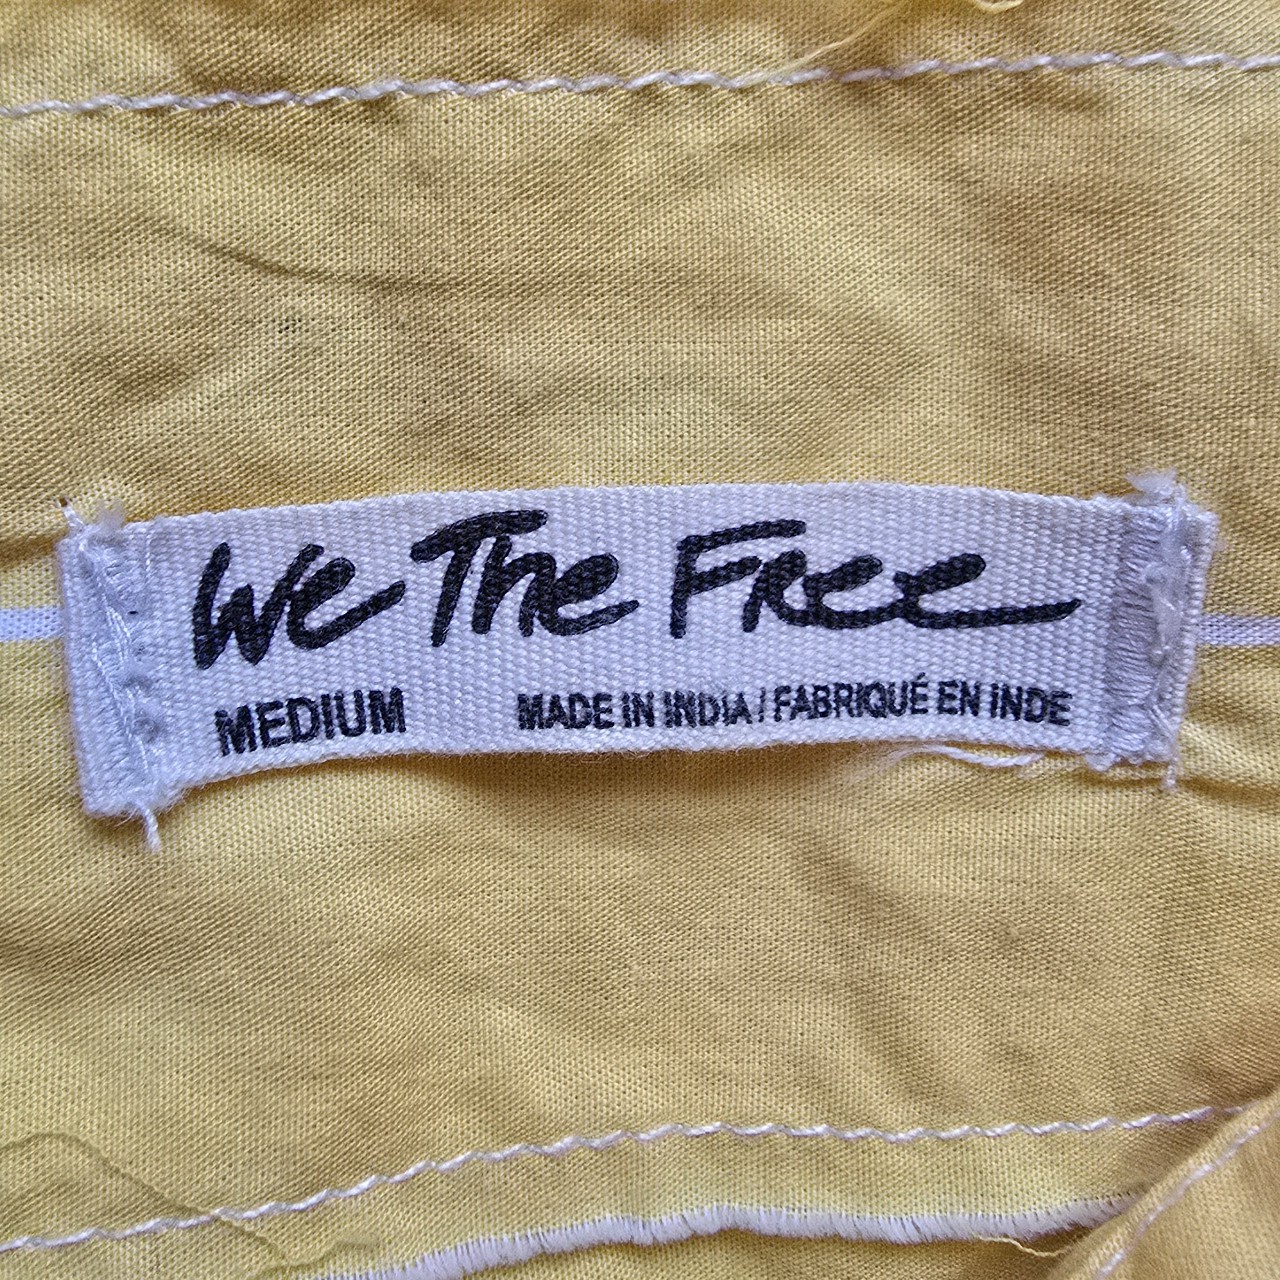 We The Free
MEDIUM MADE IN INDIA / FABRIQUÉ EN INDE